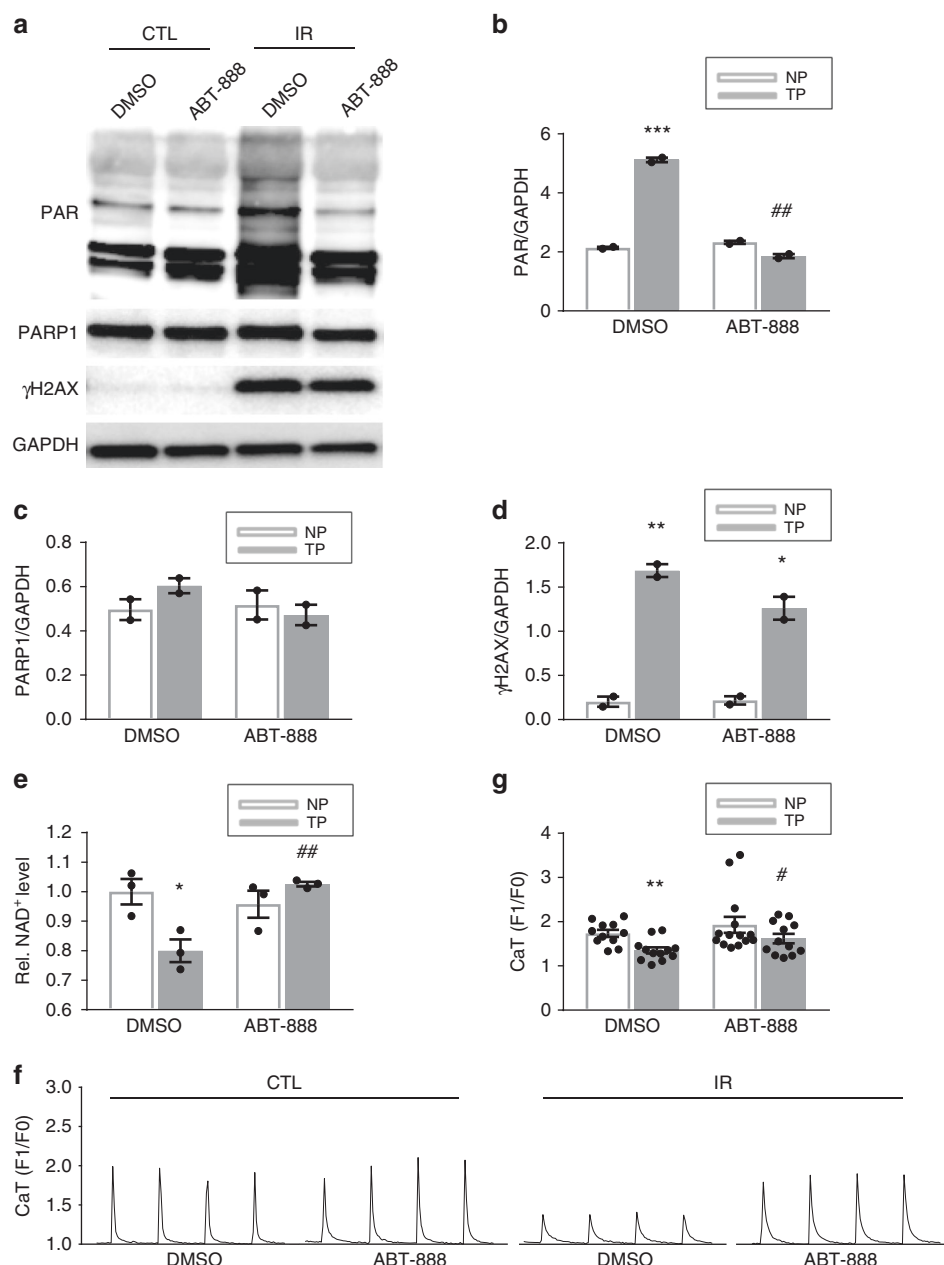 a
CTL IR
DMSO ABT-888 DMSO ABT-888
PAR
PARP1
γH2AX
GAPDH
b
NP
TP
6
4
2
0
PAR/GAPDH
***
##
DMSO ABT-888
c
NP
TP
0.8
0.6
0.4
0.2
0.0
PARP1/GAPDH
DMSO ABT-888
d
NP
TP
2.0
1.5
1.0
0.5
0.0
γH2AX/GAPDH
**
*
DMSO ABT-888
e
NP
TP
1.2
1.1
1.0
0.9
0.8
0.7
0.6
Rel. NAD⁺ level
*
##
DMSO ABT-888
g
NP
TP
4
3
2
1
0
CaT (F1/F0)
**
#
DMSO ABT-888
f
CTL IR
3.0
2.5
2.0
1.5
1.0
CaT (F1/F0)
DMSO ABT-888 DMSO ABT-888